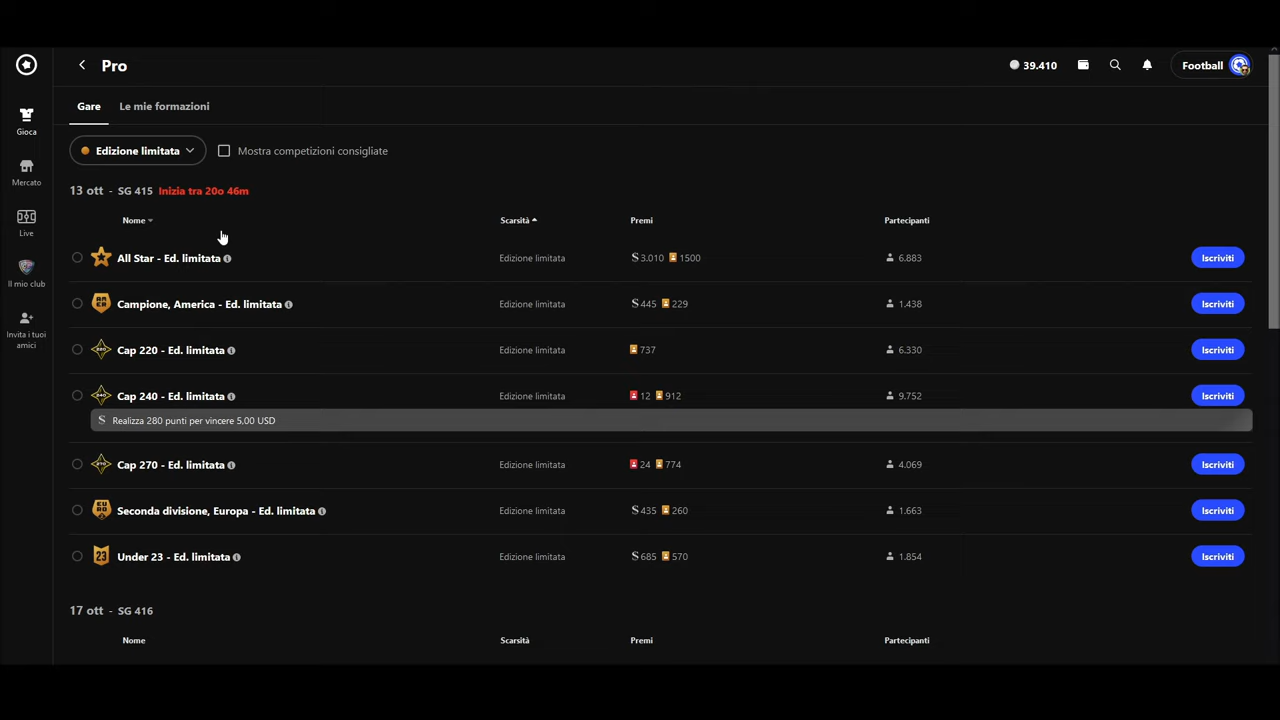 Pro
39.410
Football
Gioca
Mercato
Live
Il mio club
Invita i tuoi
amici
Gare
Le mie formazioni
Edizione limitata
Mostra competizioni consigliate
13 ott - SG 415 Inizia tra 20o 46m
Nome Scarsità Premi Partecipanti
All Star - Ed. limitata Edizione limitata S 3.010 1500 6.883 Iscriviti
AMER Campione, America - Ed. limitata Edizione limitata S 445 229 1.438 Iscriviti
220 Cap 220 - Ed. limitata Edizione limitata 737 6.330 Iscriviti
240 Cap 240 - Ed. limitata Edizione limitata 12 912 9.752 Iscriviti
S Realizza 280 punti per vincere 5,00 USD
270 Cap 270 - Ed. limitata Edizione limitata 24 774 4.069 Iscriviti
EURO Seconda divisione, Europa - Ed. limitata Edizione limitata S 435 260 1.663 Iscriviti
23 Under 23 - Ed. limitata Edizione limitata S 685 570 1.854 Iscriviti
17 ott - SG 416
Nome Scarsità Premi Partecipanti